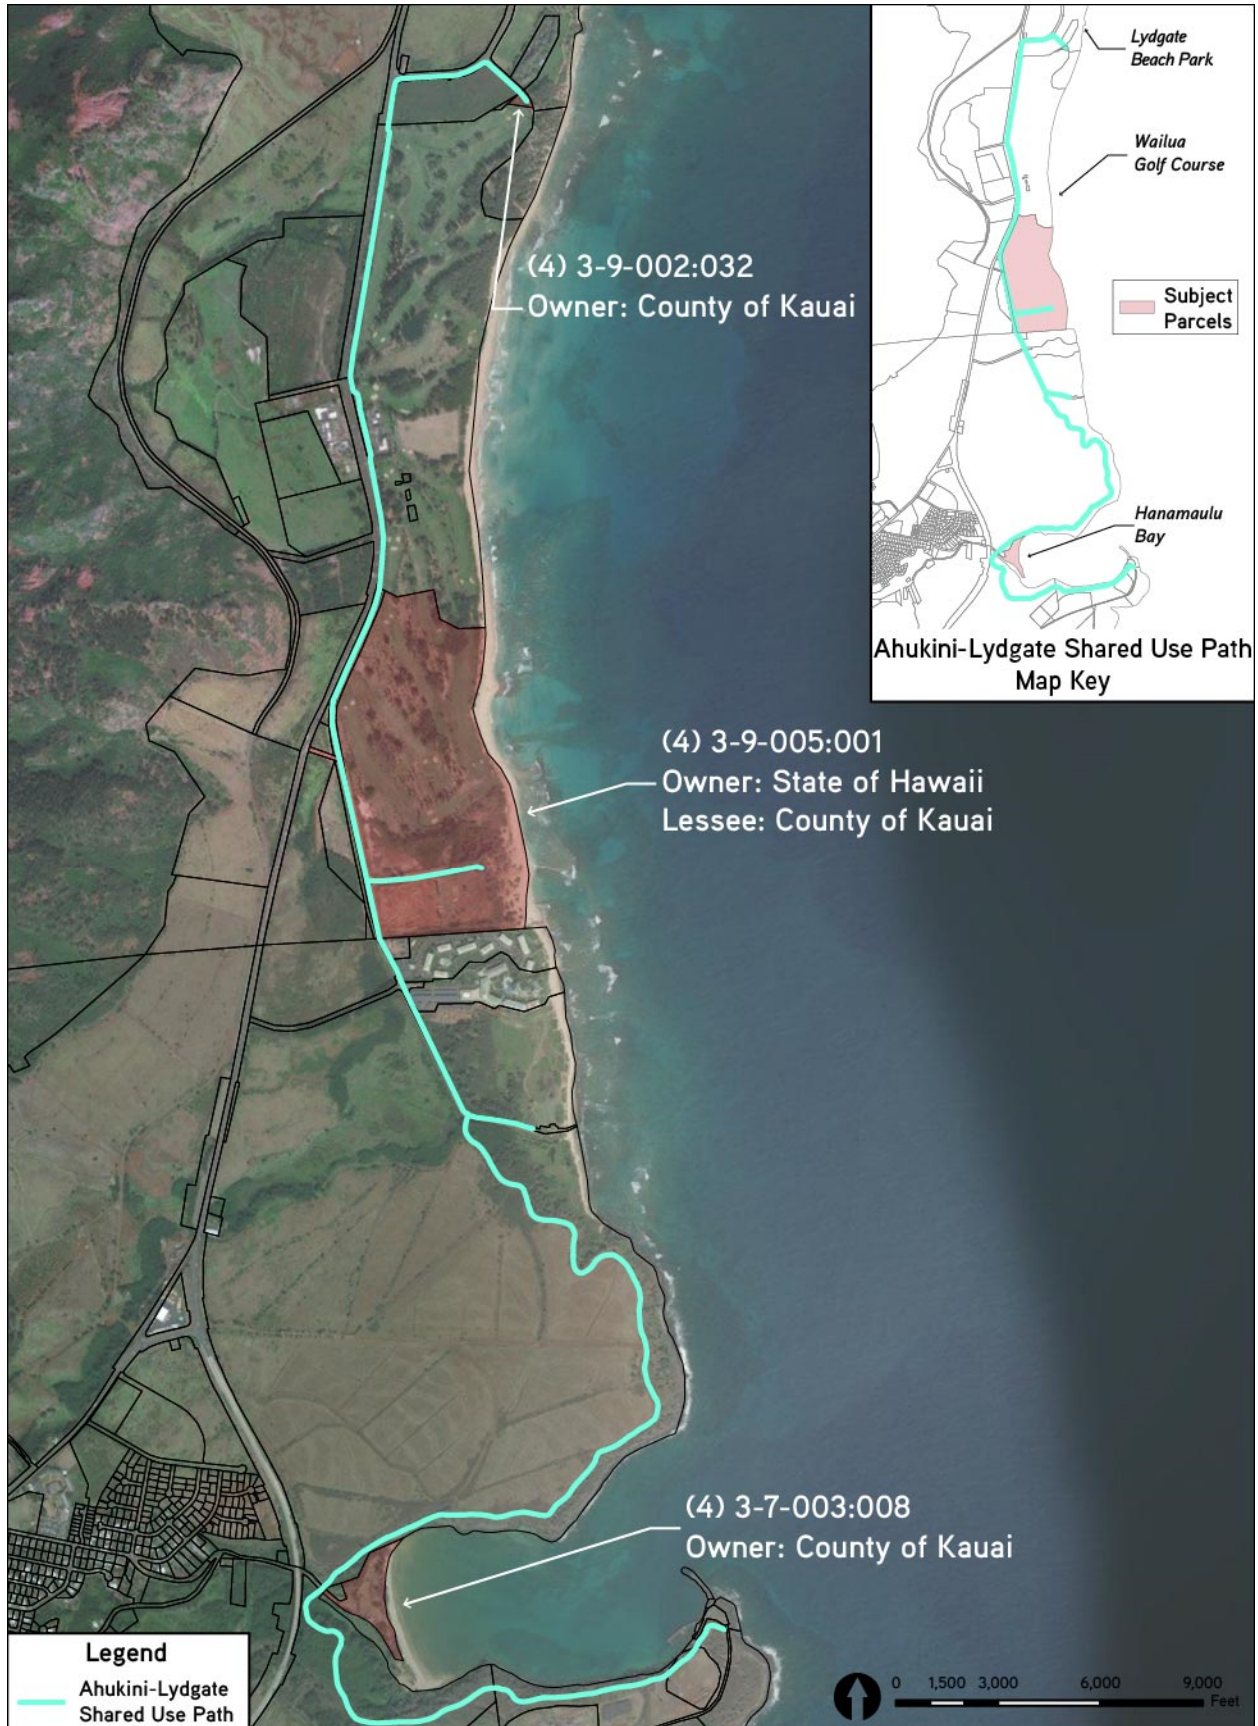 Lydgate
Beach Park
Wailua
Golf Course
Subject
Parcels
Hanamaulu
Bay
Ahukini-Lydgate Shared Use Path
Map Key
(4) 3-9-002:032
Owner: County of Kauai
(4) 3-9-005:001
Owner: State of Hawaii
Lessee: County of Kauai
(4) 3-7-003:008
Owner: County of Kauai
Legend
Ahukini-Lydgate
Shared Use Path
0 1,500 3,000 6,000 9,000
Feet